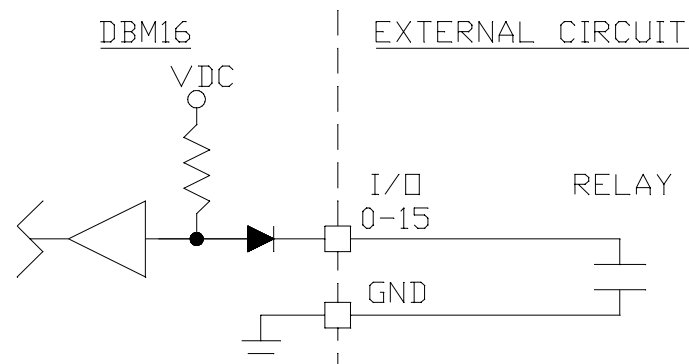 DBM16
EXTERNAL CIRCUIT
VDC
I/O
0-15
RELAY
GND